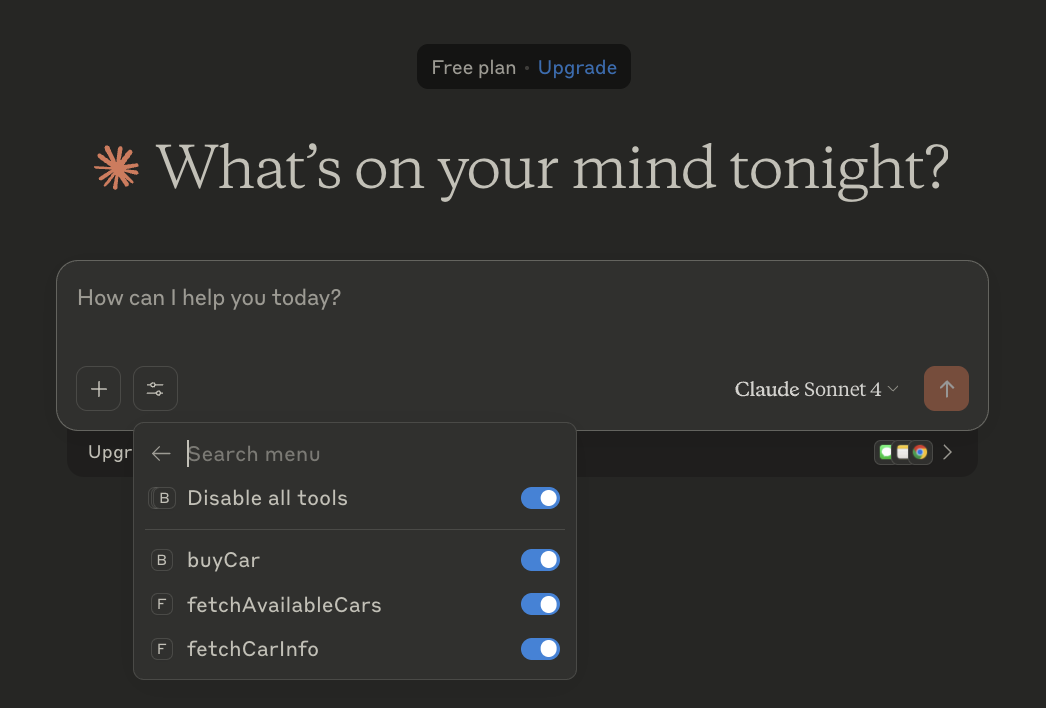 Free plan • Upgrade
What's on your mind tonight?
How can I help you today?
Claude Sonnet 4
Upgr
Search menu
B Disable all tools
B buyCar
F fetchAvailableCars
F fetchCarInfo